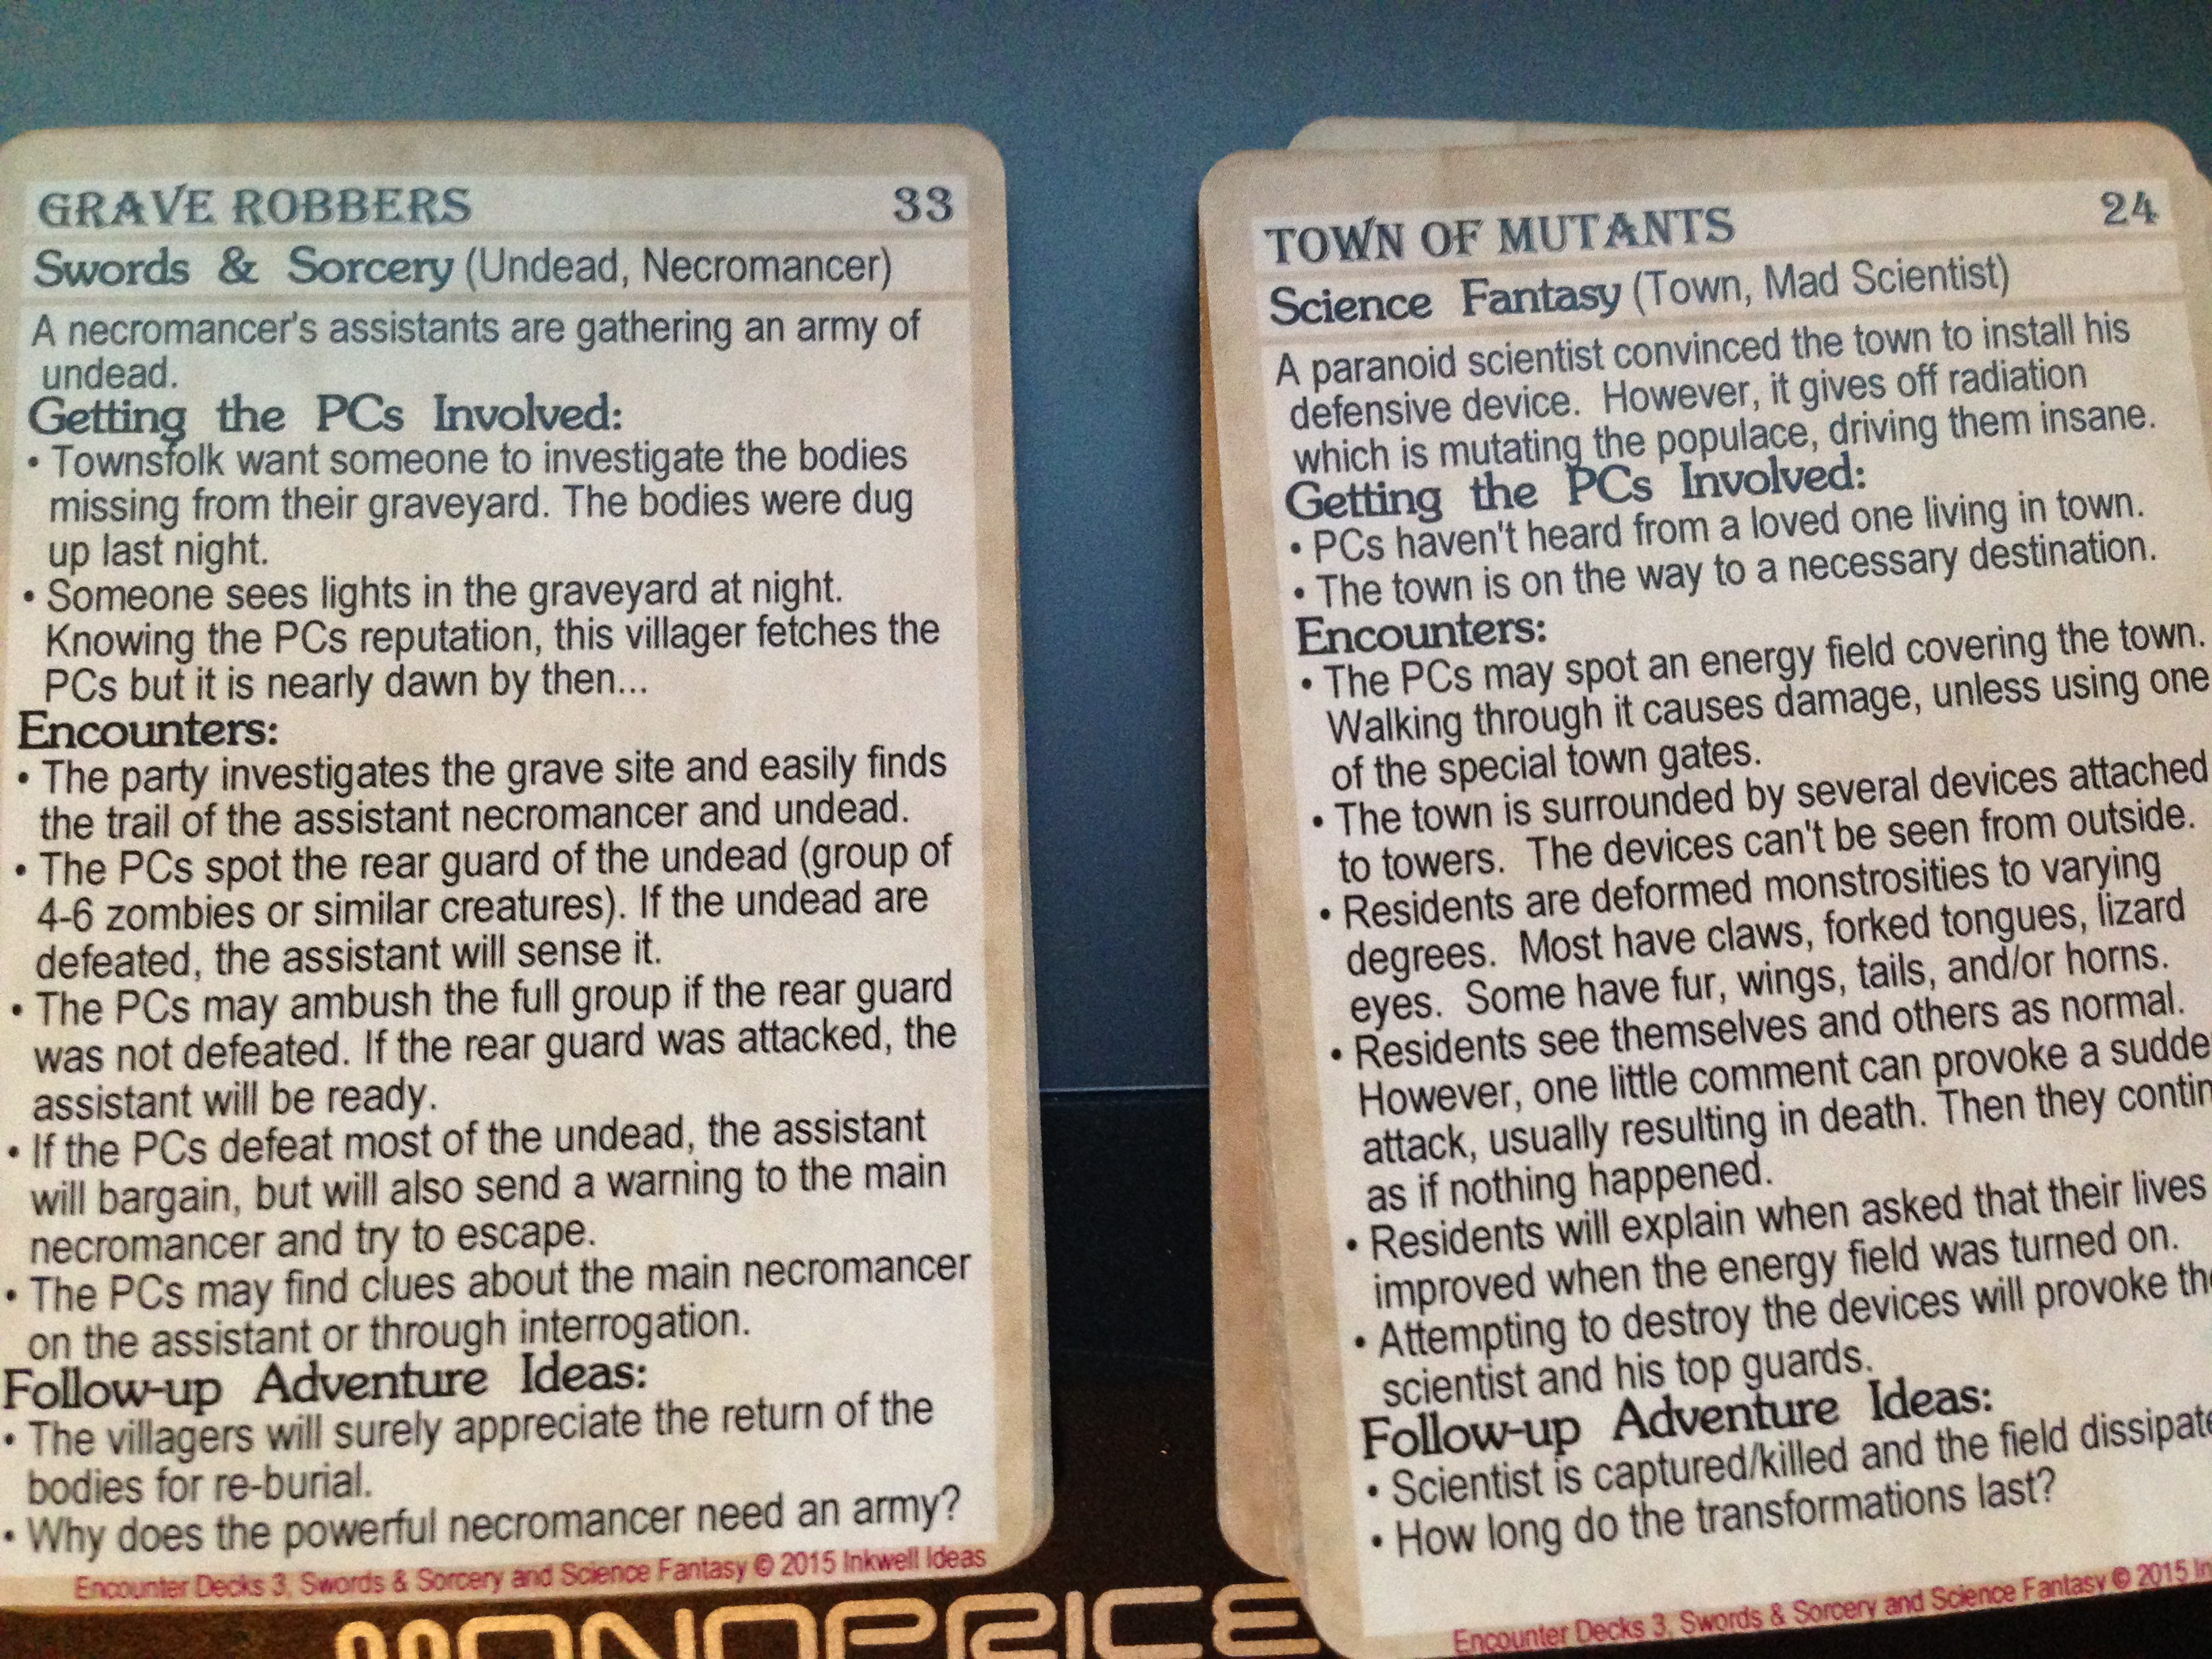 GRAVE ROBBERS 33
Swords & Sorcery (Undead, Necromancer)
A necromancer's assistants are gathering an army of
undead.
Getting the PCs Involved:
• Townsfolk want someone to investigate the bodies
missing from their graveyard. The bodies were dug
up last night.
• Someone sees lights in the graveyard at night.
Knowing the PCs reputation, this villager fetches the
PCs but it is nearly dawn by then...
Encounters:
• The party investigates the grave site and easily finds
the trail of the assistant necromancer and undead.
• The PCs spot the rear guard of the undead (group of
4-6 zombies or similar creatures). If the undead are
defeated, the assistant will sense it.
• The PCs may ambush the full group if the rear guard
was not defeated. If the rear guard was attacked, the
assistant will be ready.
• If the PCs defeat most of the undead, the assistant
will bargain, but will also send a warning to the main
necromancer and try to escape.
• The PCs may find clues about the main necromancer
on the assistant or through interrogation.
Follow-up Adventure Ideas:
• The villagers will surely appreciate the return of the
bodies for re-burial.
• Why does the powerful necromancer need an army?
Encounter Decks 3, Swords & Sorcery and Science Fantasy © 2015 Inkwell Ideas
TOWN OF MUTANTS 24
Science Fantasy (Town, Mad Scientist)
A paranoid scientist convinced the town to install his
defensive device. However, it gives off radiation
which is mutating the populace, driving them insane.
Getting the PCs Involved:
• PCs haven't heard from a loved one living in town.
• The town is on the way to a necessary destination.
Encounters:
• The PCs may spot an energy field covering the town.
Walking through it causes damage, unless using one
of the special town gates.
• The town is surrounded by several devices attached
to towers. The devices can't be seen from outside.
• Residents are deformed monstrosities to varying
degrees. Most have claws, forked tongues, lizard
eyes. Some have fur, wings, tails, and/or horns.
• Residents see themselves and others as normal.
However, one little comment can provoke a sudde
attack, usually resulting in death. Then they contin
as if nothing happened.
• Residents will explain when asked that their lives
improved when the energy field was turned on.
• Attempting to destroy the devices will provoke the
scientist and his top guards.
Follow-up Adventure Ideas:
• Scientist is captured/killed and the field dissipate
• How long do the transformations last?
Encounter Decks 3, Swords & Sorcery and Science Fantasy © 2015 In
MONOPRICE